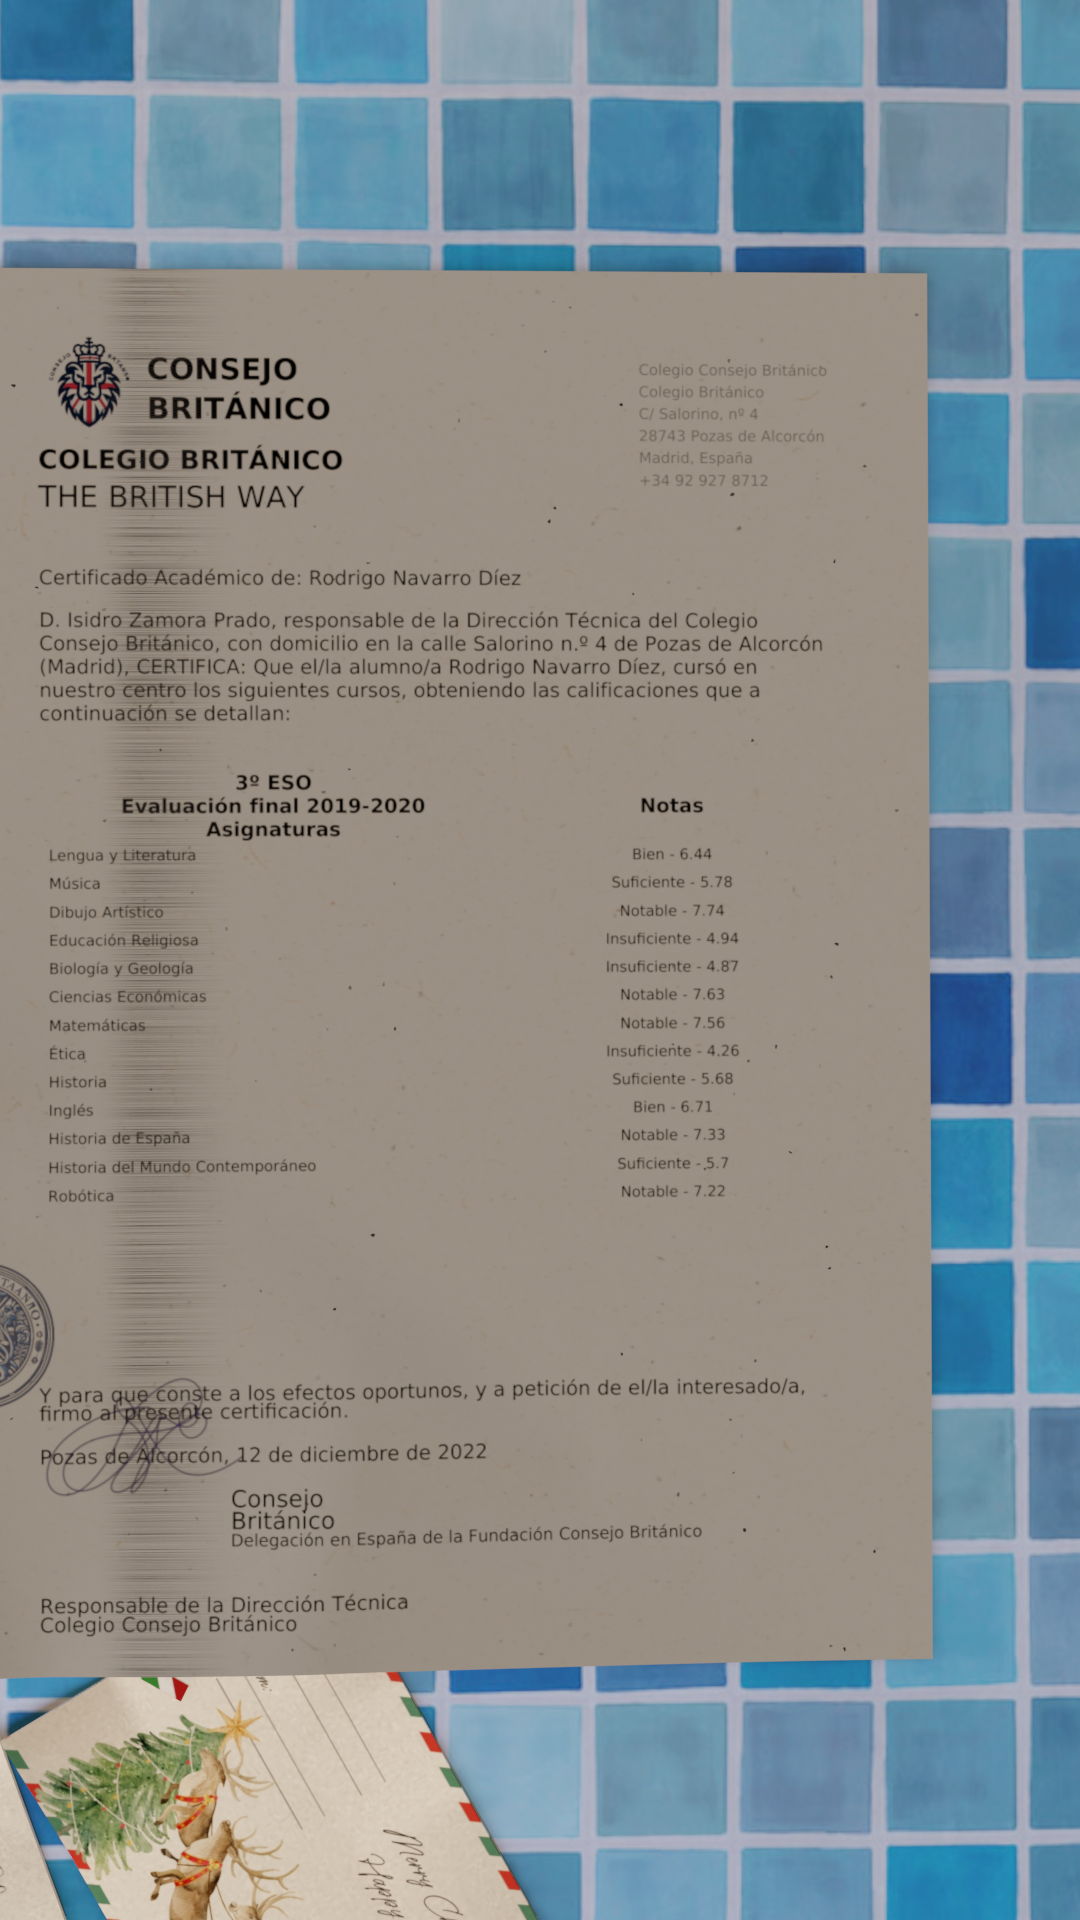 CONSEJO
BRITÁNICO
COLEGIO BRITÁNICO
THE BRITISH WAY
Colegio Consejo Británico
Colegio Británico
C/ Salorino, nº 4
28743 Pozas de Alcorcón
Madrid, España
+34 92 927 8712
Certificado Académico de: Rodrigo Navarro Díez
D. Isidro Zamora Prado, responsable de la Dirección Técnica del Colegio
Consejo Británico, con domicilio en la calle Salorino n.º 4 de Pozas de Alcorcón
(Madrid), CERTIFICA: Que el/la alumno/a Rodrigo Navarro Díez, cursó en
nuestro centro los siguientes cursos, obteniendo las calificaciones que a
continuación se detallan:
3º ESO
Evaluación final 2019-2020
Asignaturas
Notas
Lengua y Literatura Bien - 6.44
Música Suficiente - 5.78
Dibujo Artístico Notable - 7.74
Educación Religiosa Insuficiente - 4.94
Biología y Geología Insuficiente - 4.87
Ciencias Económicas Notable - 7.63
Matemáticas Notable - 7.56
Ética Insuficiente - 4.26
Historia Suficiente - 5.68
Inglés Bien - 6.71
Historia de España Notable - 7.33
Historia del Mundo Contemporáneo Suficiente - 5.7
Robótica Notable - 7.22
Y para que conste a los efectos oportunos, y a petición de el/la interesado/a,
firmo al presente certificación.
Pozas de Alcorcón, 12 de diciembre de 2022
Consejo
Británico
Delegación en España de la Fundación Consejo Británico
Responsable de la Dirección Técnica
Colegio Consejo Británico
Merry
Happy